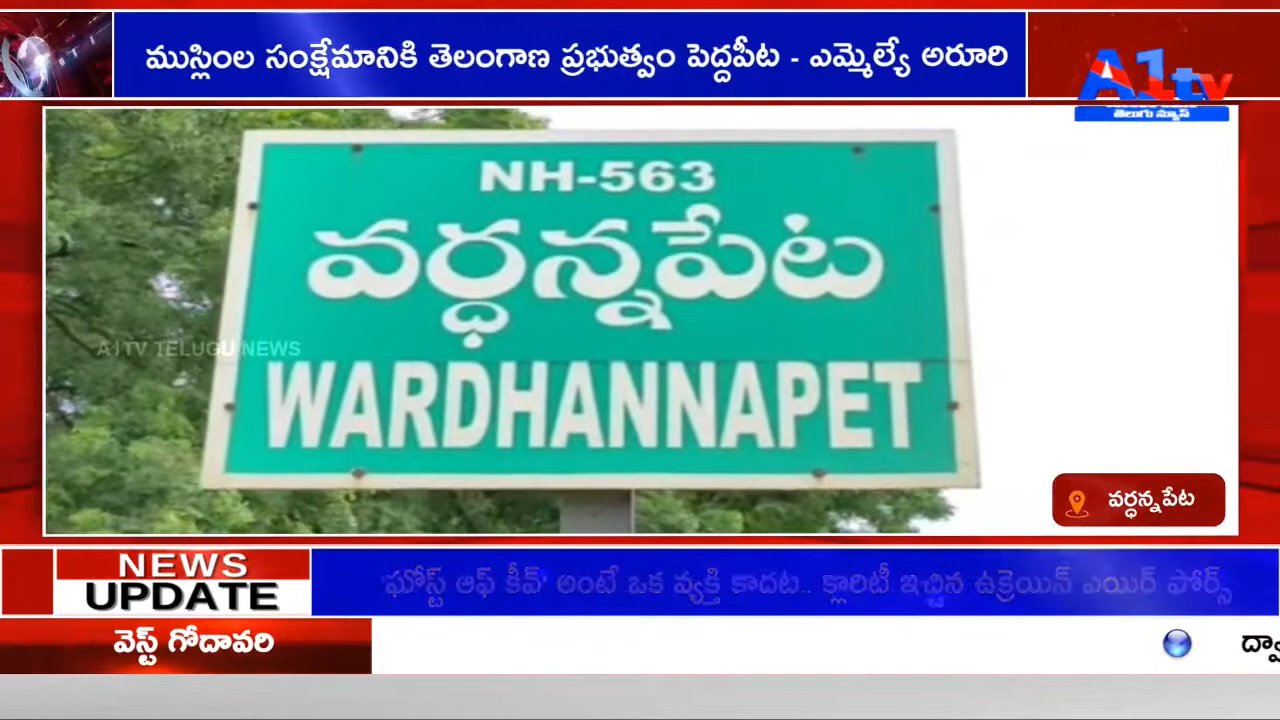 ముస్లింల సంక్షేమానికి తెలంగాణ ప్రభుత్వం పెద్దపీట - ఎమ్మెల్యే అరూరి
A1tv
తెలుగు న్యూస్
NH-563
వర్ధన్నపేట
A1TV TELUGU NEWS
WARDHANNAPET
వర్ధన్నపేట
NEWS
UPDATE
'ఘోస్ట్ ఆఫ్ కీవ్' అంటే ఒక వ్యక్తి కాదట.. క్లారిటీ ఇచ్చిన ఉక్రెయిన్ ఎయిర్ ఫోర్స్
వెస్ట్ గోదావరి